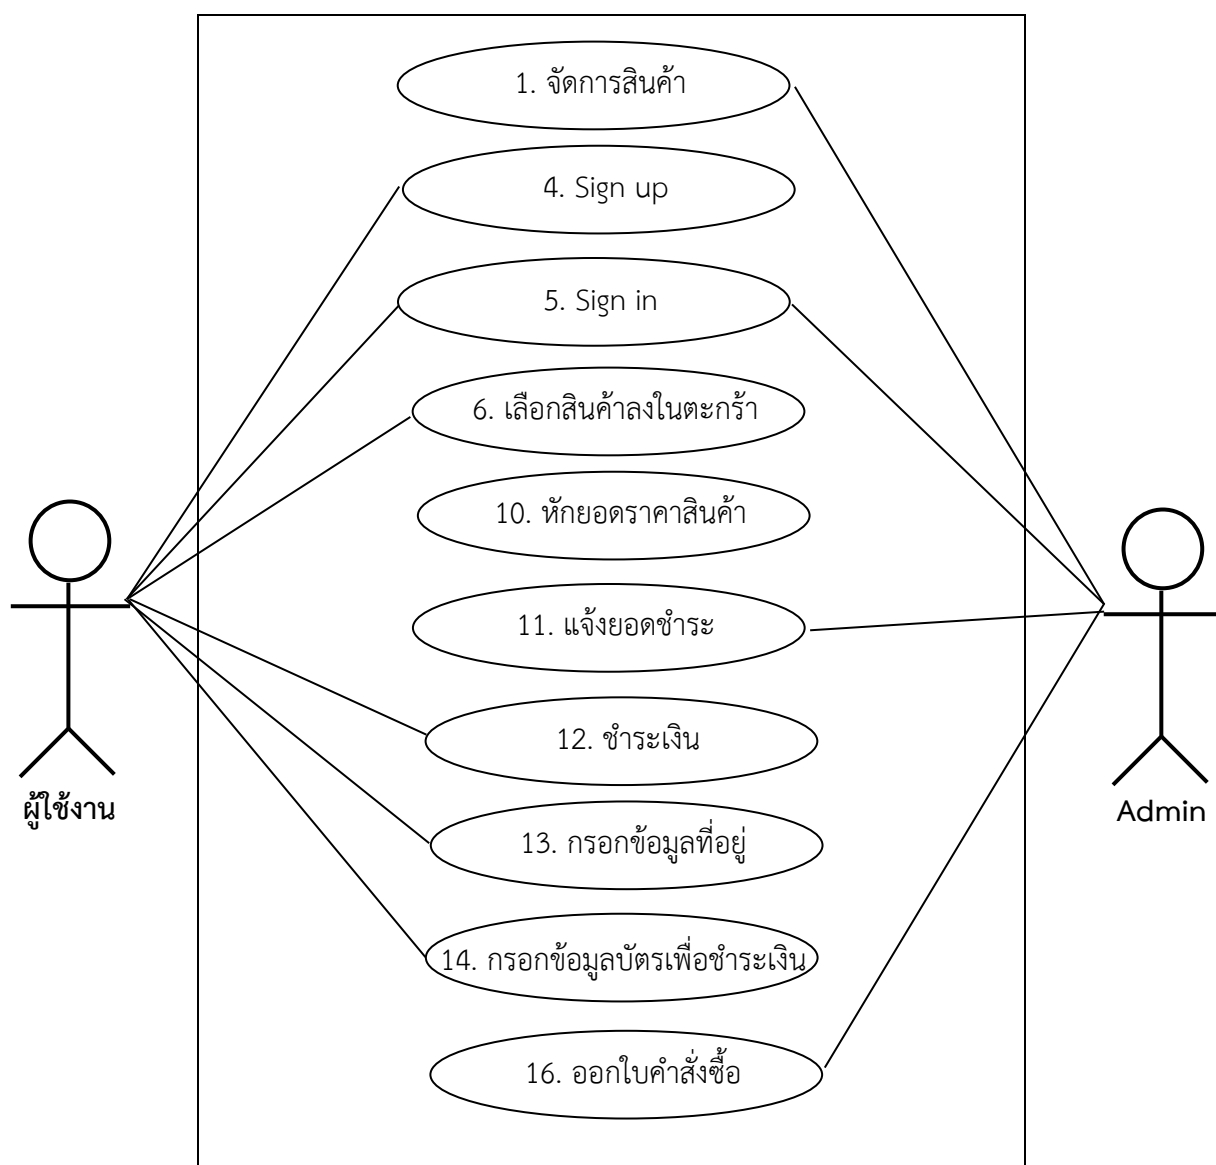 1. จัดการสินค้า
4. Sign up
5. Sign in
6. เลือกสินค้าลงในตะกร้า
10. หักยอดราคาสินค้า
11. แจ้งยอดชำระ
12. ชำระเงิน
ผู้ใช้งาน
Admin
13. กรอกข้อมูลที่อยู่
14. กรอกข้อมูลบัตรเพื่อชำระเงิน
16. ออกใบคำสั่งซื้อ